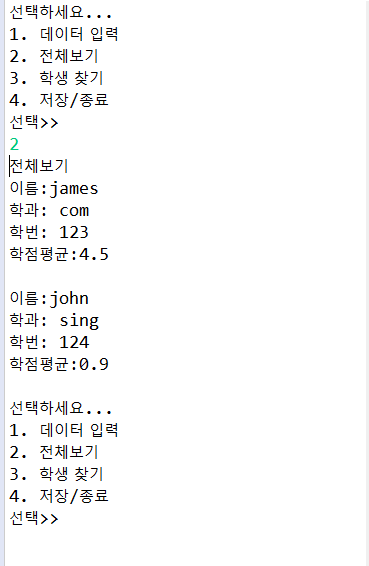 선택하세요...
1. 데이터 입력
2. 전체보기
3. 학생 찾기
4. 저장/종료
선택>>
2
전체보기
이름:james
학과: com
학번: 123
학점평균:4.5
이름:john
학과: sing
학번: 124
학점평균:0.9
선택하세요...
1. 데이터 입력
2. 전체보기
3. 학생 찾기
4. 저장/종료
선택>>